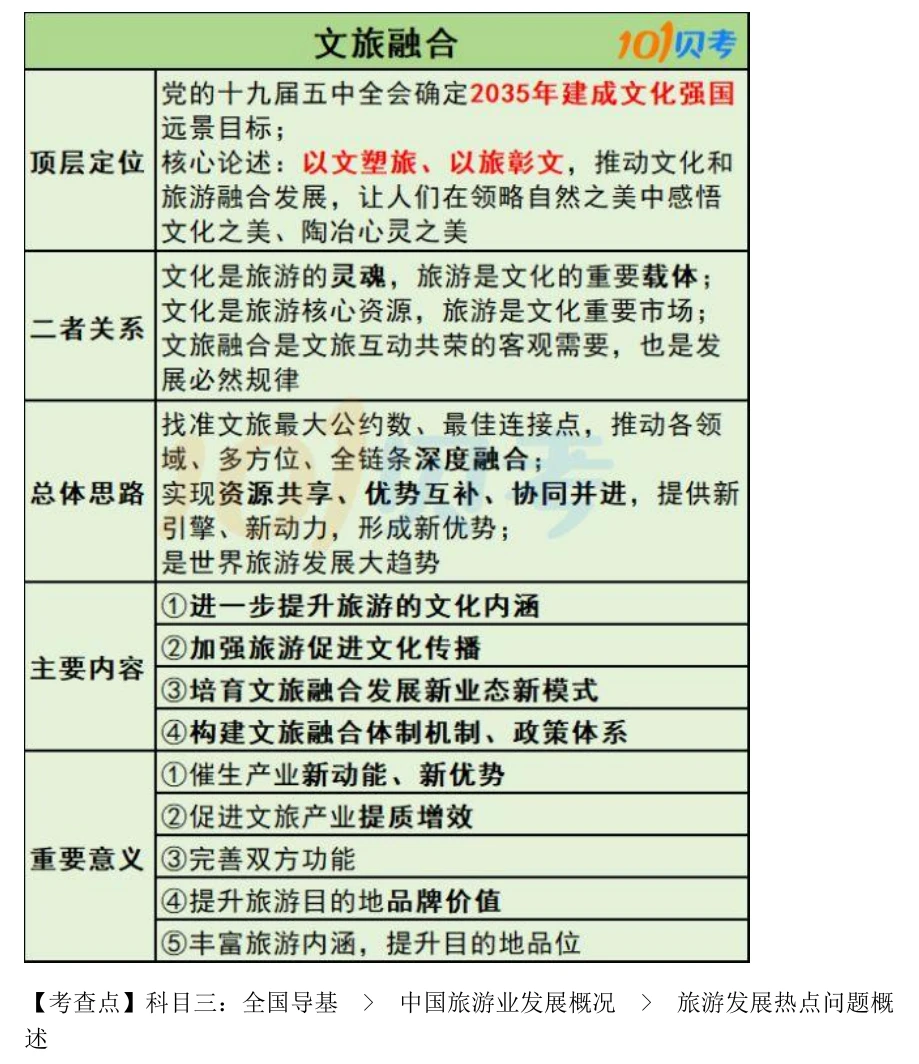 文旅融合
101贝考
顶层定位
党的十九届五中全会确定2035年建成文化强国
远景目标；
核心论述：以文塑旅、以旅彰文，推动文化和
旅游融合发展，让人们在领略自然之美中感悟
文化之美、陶冶心灵之美
二者关系
文化是旅游的灵魂，旅游是文化的重要载体；
文化是旅游核心资源，旅游是文化重要市场；
文旅融合是文旅互动共荣的客观需要，也是发
展必然规律
总体思路
找准文旅最大公约数、最佳连接点，推动各领
域、多方位、全链条深度融合；
实现资源共享、优势互补、协同并进，提供新
引擎、新动力，形成新优势；
是世界旅游发展大趋势
主要内容
①进一步提升旅游的文化内涵
②加强旅游促进文化传播
③培育文旅融合发展新业态新模式
④构建文旅融合体制机制、政策体系
重要意义
①催生产业新动能、新优势
②促进文旅产业提质增效
③完善双方功能
④提升旅游目的地品牌价值
⑤丰富旅游内涵，提升目的地品位
101贝考
【考查点】科目三：全国导基 > 中国旅游业发展概况 > 旅游发展热点问题概
述